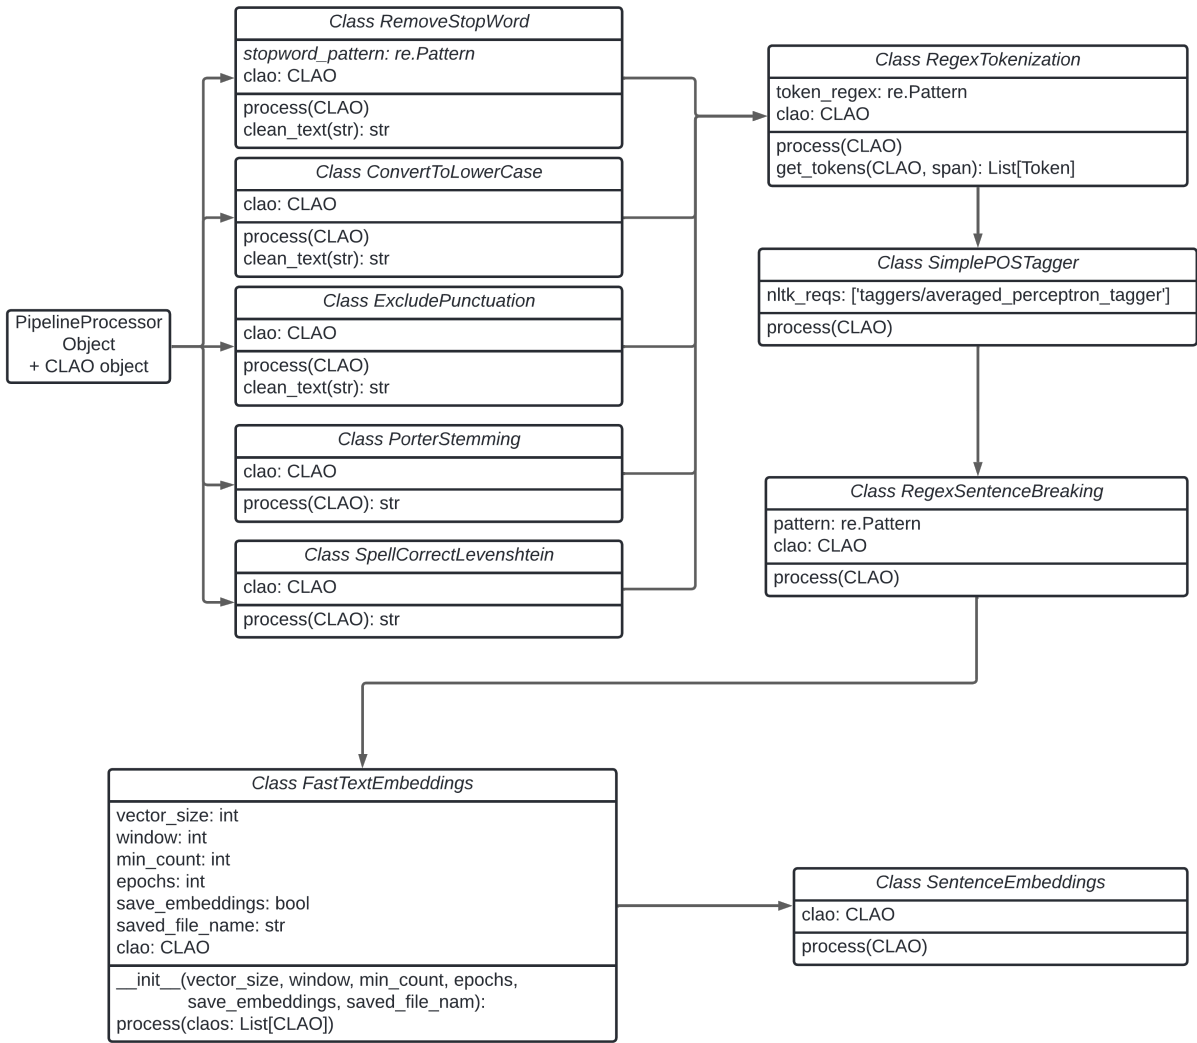 Class RemoveStopWord
stopword_pattern: re.Pattern
clao: CLAO
process(CLAO)
clean_text(str): str
Class ConvertToLowerCase
clao: CLAO
process(CLAO)
clean_text(str): str
Class ExcludePunctuation
clao: CLAO
process(CLAO)
clean_text(str): str
PipelineProcessor
Object
+ CLAO object
Class PorterStemming
clao: CLAO
process(CLAO): str
Class SpellCorrectLevenshtein
clao: CLAO
process(CLAO): str
Class RegexTokenization
token_regex: re.Pattern
clao: CLAO
process(CLAO)
get_tokens(CLAO, span): List[Token]
Class SimplePOSTagger
nltk_reqs: ['taggers/averaged_perceptron_tagger']
process(CLAO)
Class RegexSentenceBreaking
pattern: re.Pattern
clao: CLAO
process(CLAO)
Class FastTextEmbeddings
vector_size: int
window: int
min_count: int
epochs: int
save_embeddings: bool
saved_file_name: str
clao: CLAO
__init__(vector_size, window, min_count, epochs,
save_embeddings, saved_file_nam):
process(claos: List[CLAO])
Class SentenceEmbeddings
clao: CLAO
process(CLAO)